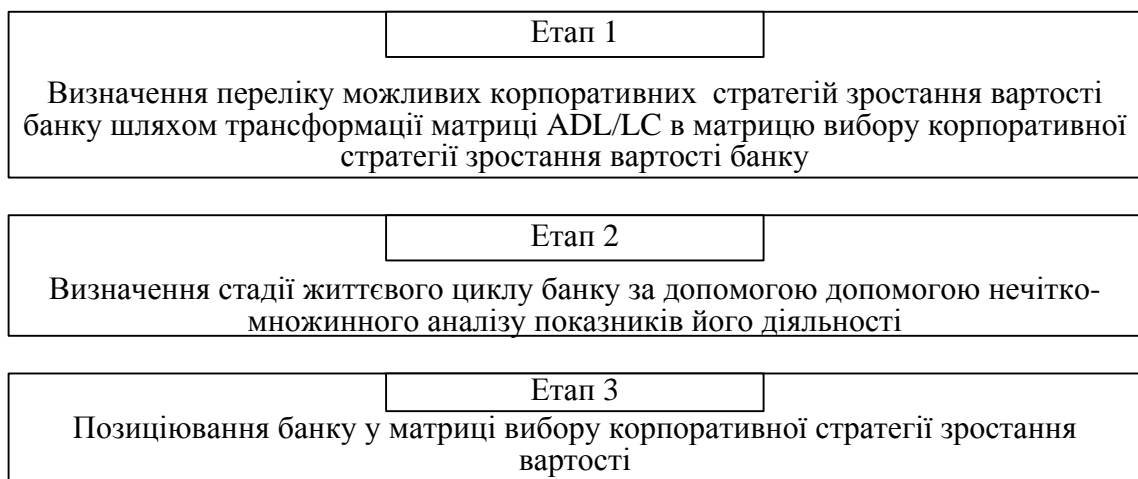 Етап 1
Визначення переліку можливих корпоративних стратегій зростання вартості
банку шляхом трансформації матриці ADL/LC в матрицю вибору корпоративної
стратегії зростання вартості банку
Етап 2
Визначення стадії життєвого циклу банку за допомогою допомогою нечітко-
множинного аналізу показників його діяльності
Етап 3
Позиціювання банку у матриці вибору корпоративної стратегії зростання
вартості